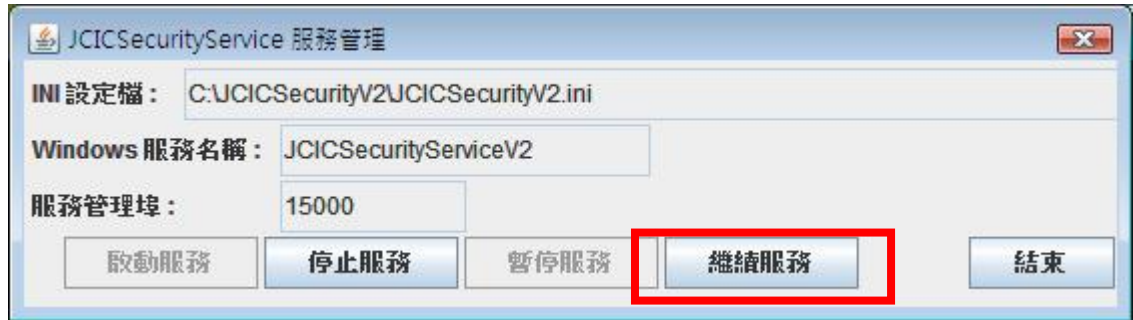 JCICSecurityService 服務管理
INI 設定檔： C:\JCICSecurityV2\JCICSecurityV2.ini
Windows 服務名稱： JCICSecurityServiceV2
服務管理埠： 15000
啟動服務 停止服務 暫停服務 繼續服務 結束